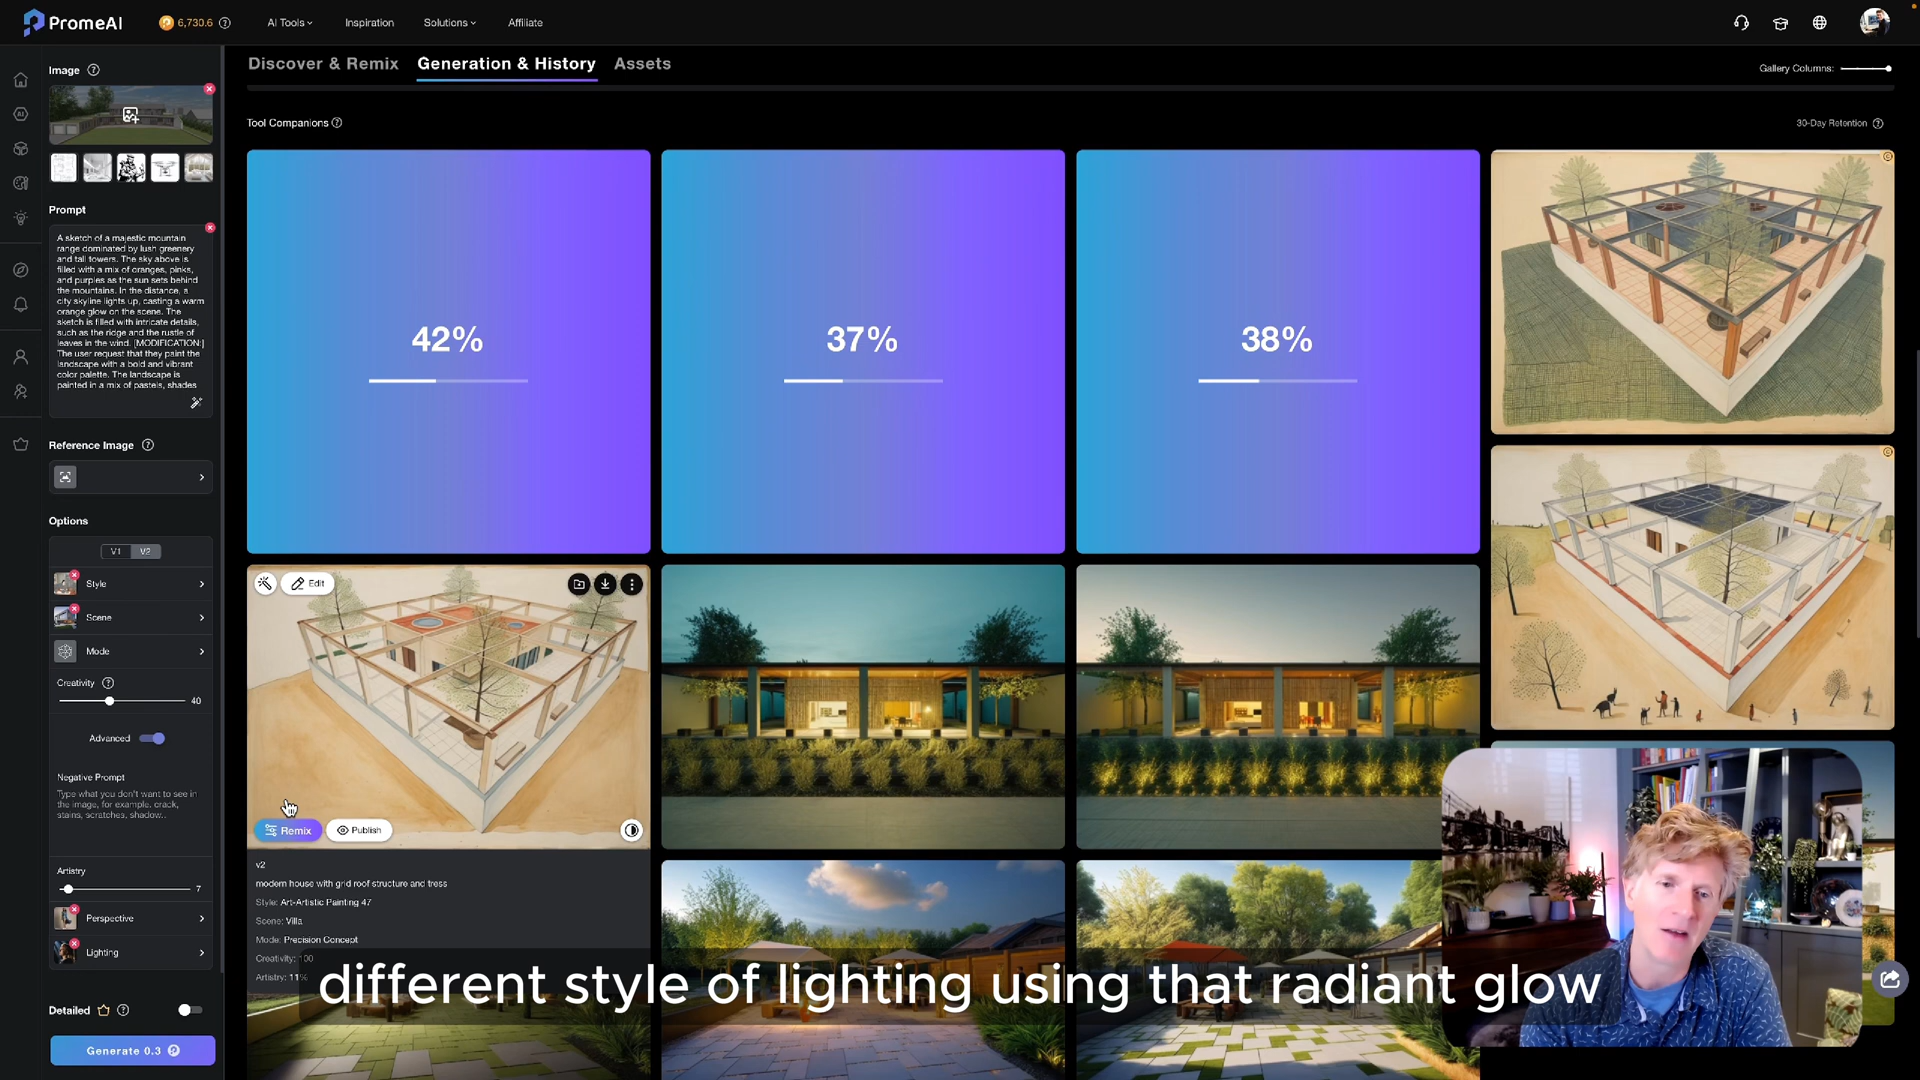 PromeAI
6,730.6
AI Tools
Inspiration
Solutions
Affiliate
Discover & Remix
Generation & History
Assets
Gallery Columns:
Image
Tool Companions
30-Day Retention
Prompt
A sketch of a majestic mountain
range dominated by lush greenery
and tall towers. The sky above is
filled with a mix of oranges, pinks,
and purples as the sun sets behind
the mountains. In the distance, a
city skyline lights up, casting a warm
orange glow on the scene. The
sketch is filled with intricate details,
such as the ridge and the rustle of
leaves in the wind. [MODIFICATION:]
The user request that they paint the
landscape with a bold and vibrant
color palette. The landscape is
painted in a mix of pastels, shades
42%
37%
38%
Reference Image
Options
V1
V2
Style
Scene
Mode
Creativity
40
Advanced
Negative Prompt
Type what you don't want to see in
the image, for example. crack,
stains, scratches, shadow..
Artistry
7
Perspective
Lighting
Detailed
Generate 0.3
Edit
Remix
Publish
v2
modern house with grid roof structure and tress
Style: Art-Artistic Painting 47
Scene: Villa
Mode: Precision Concept
Creativity: 100
Artistry: 11%
different style of lighting using that radiant glow